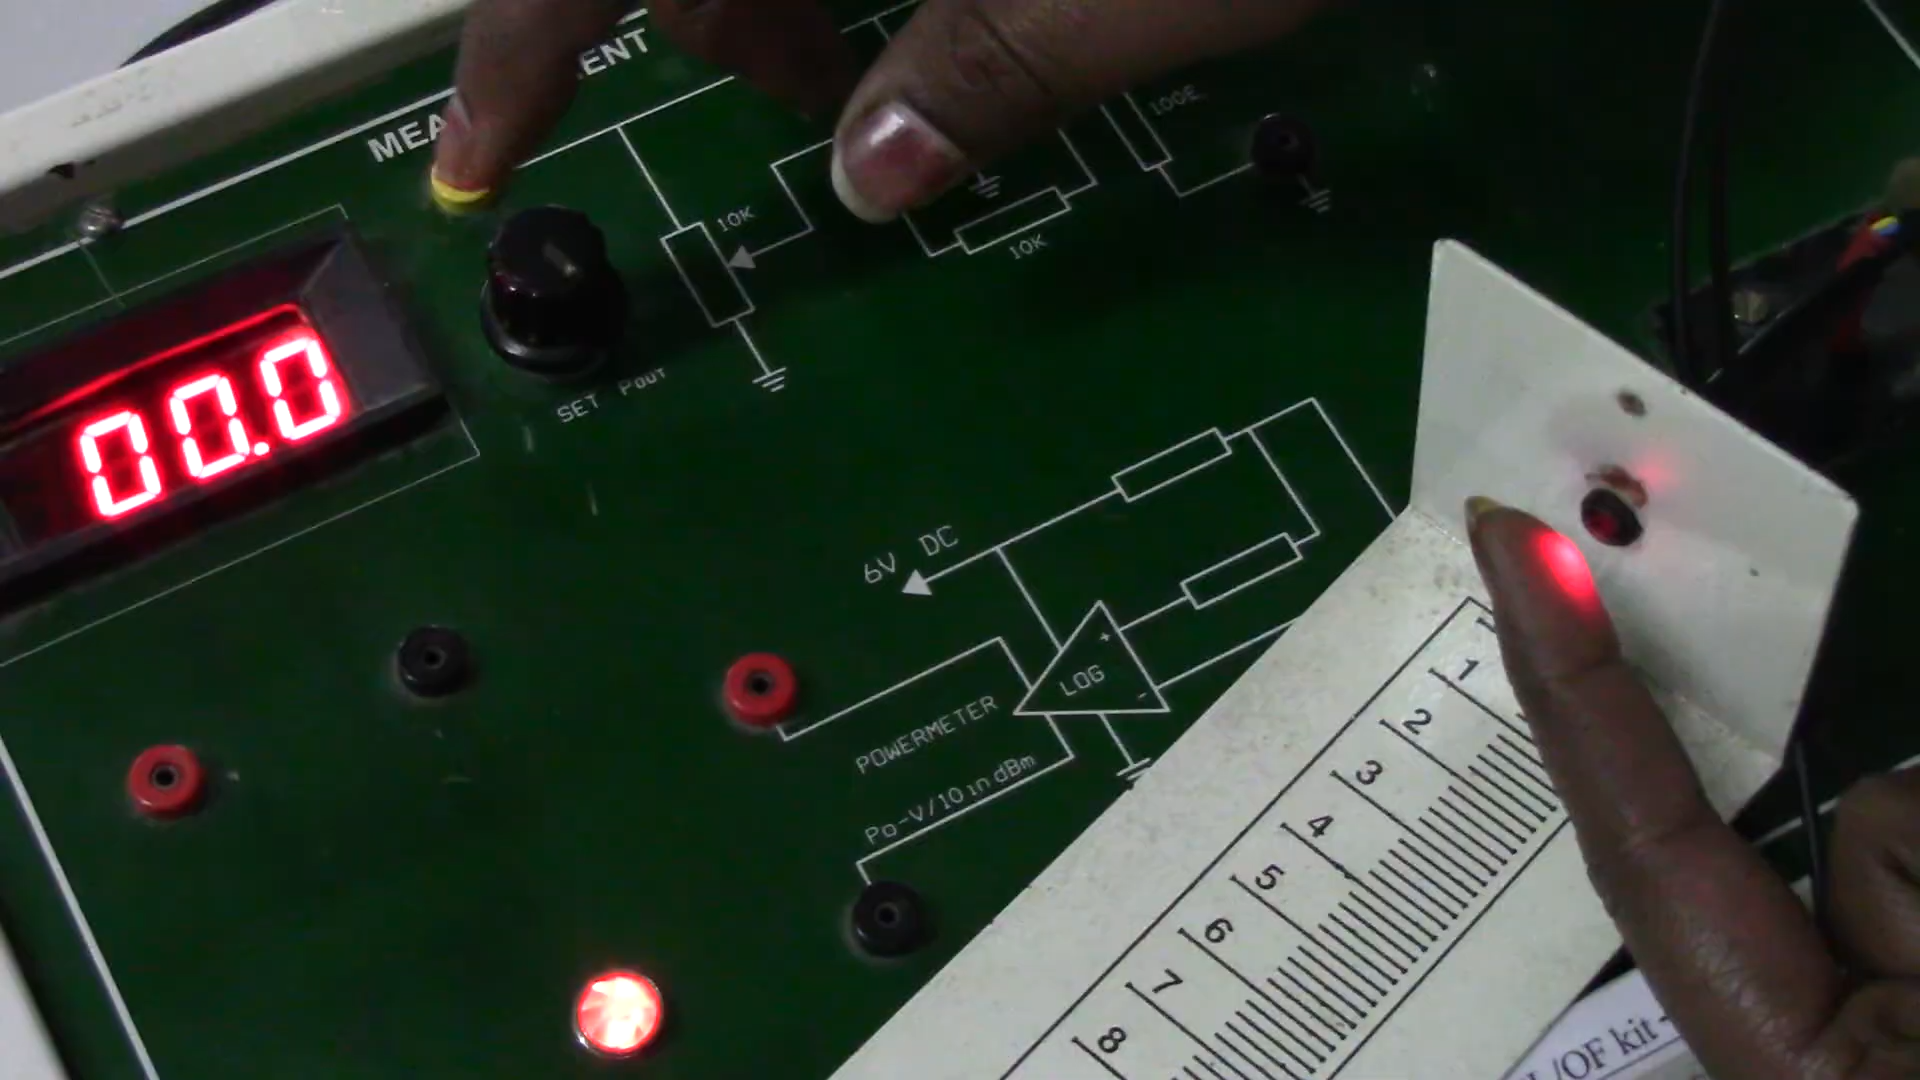 MEA ENT
100E
10K
10K
00.0
SET Pout
6V DC
LOG
POWERMETER
Po-V/10 in dBm
1
2
3
4
5
6
7
8
/OF kit -